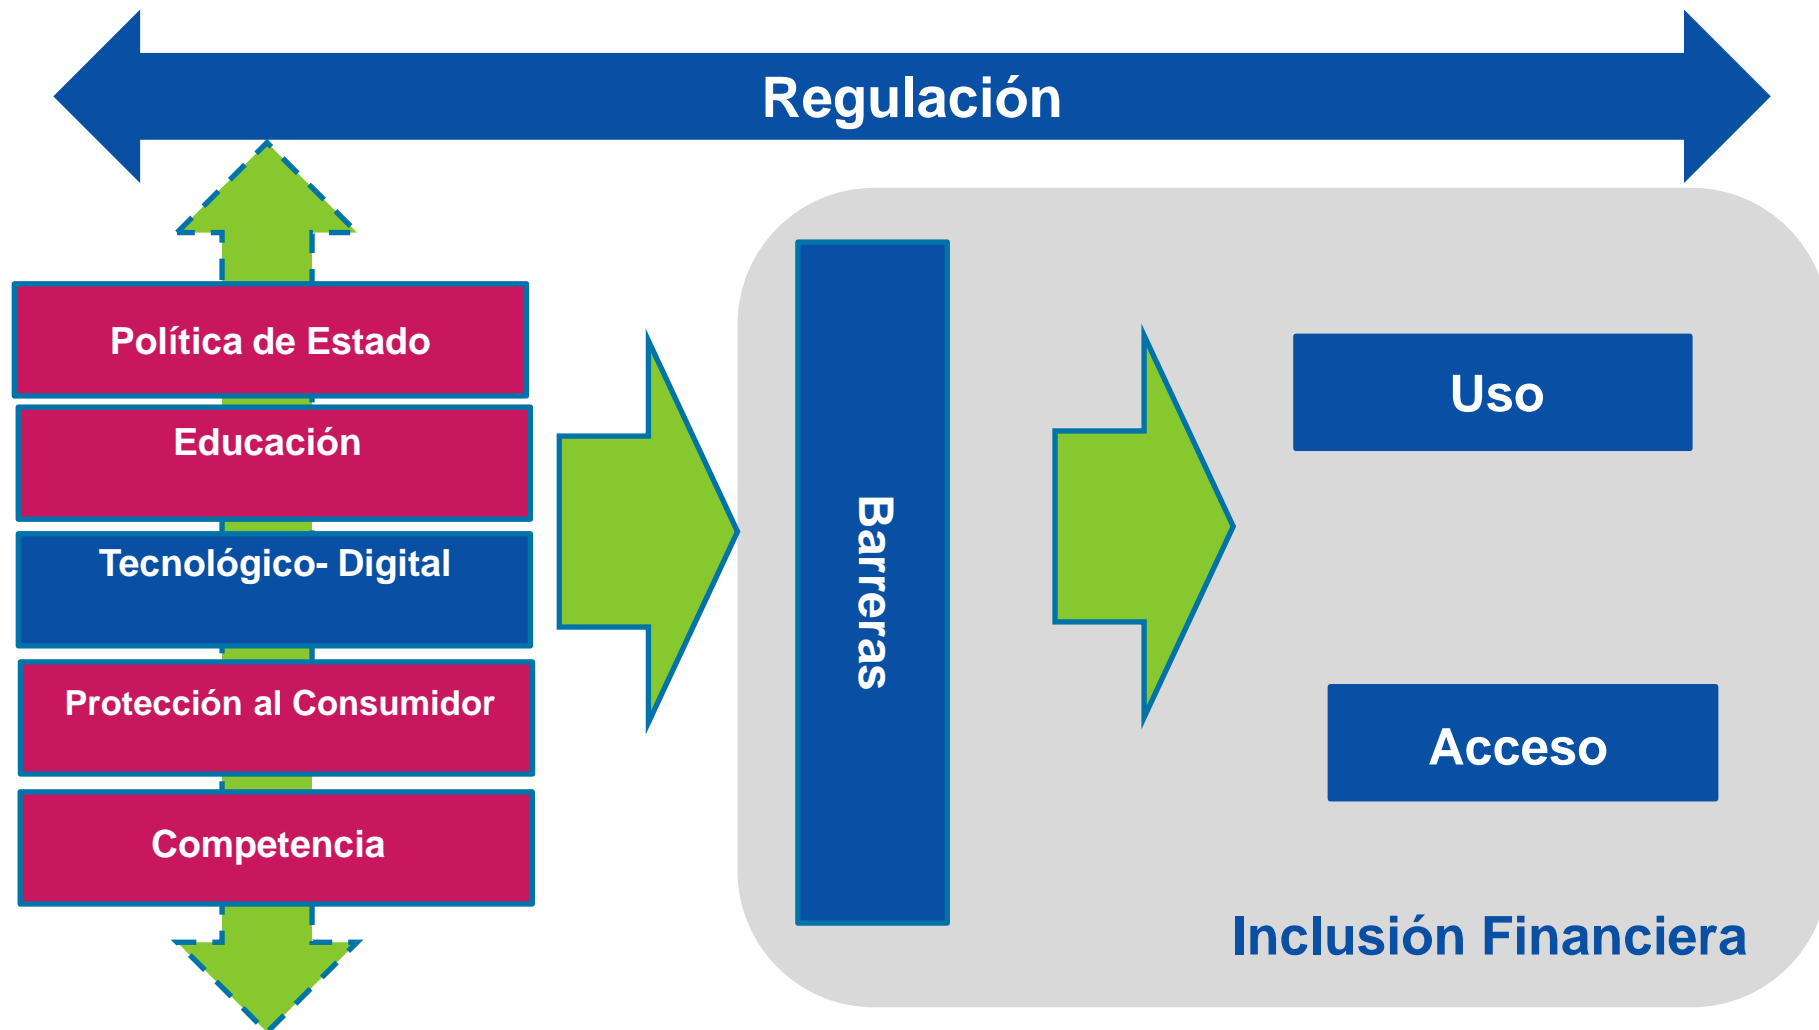 Regulación
Política de Estado
Educación
Tecnológico- Digital
Protección al Consumidor
Competencia
Barreras
Uso
Acceso
Inclusión Financiera